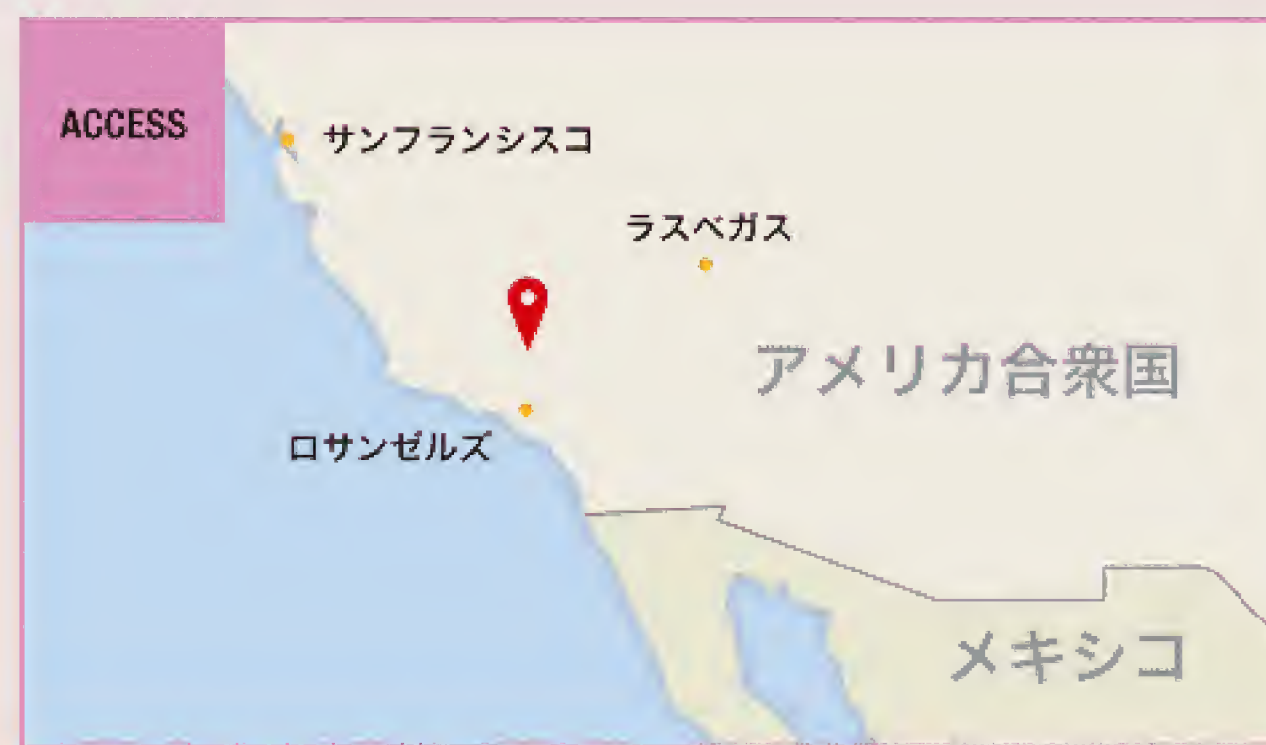 ACCESS
サンフランシスコ
ラスベガス
アメリカ合衆国
ロサンゼルズ
メキシコ